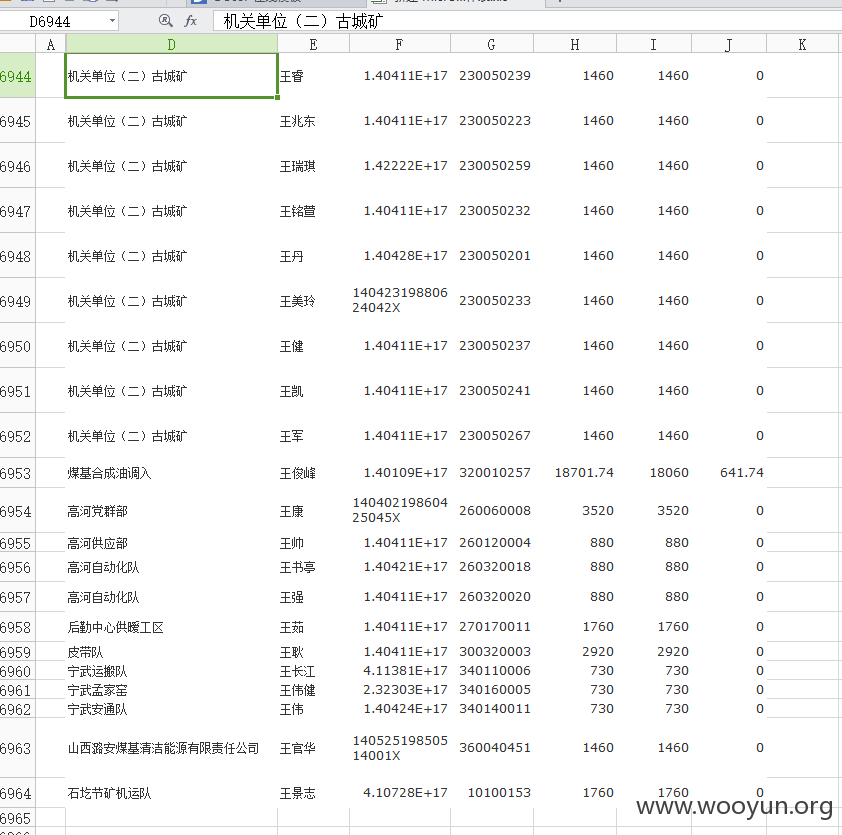 D6944 fx 机关单位（二）古城矿
A D E F G H I J K
6944 机关单位（二）古城矿 王睿 1.40411E+17 230050239 1460 1460 0
6945 机关单位（二）古城矿 王兆东 1.40411E+17 230050223 1460 1460 0
6946 机关单位（二）古城矿 王瑞琪 1.42222E+17 230050259 1460 1460 0
6947 机关单位（二）古城矿 王铭萱 1.40411E+17 230050232 1460 1460 0
6948 机关单位（二）古城矿 王丹 1.40428E+17 230050201 1460 1460 0
6949 机关单位（二）古城矿 王美玲 140423198806
24042X 230050233 1460 1460 0
6950 机关单位（二）古城矿 王健 1.40411E+17 230050237 1460 1460 0
6951 机关单位（二）古城矿 王凯 1.40411E+17 230050241 1460 1460 0
6952 机关单位（二）古城矿 王军 1.40411E+17 230050267 1460 1460 0
6953 煤基合成油调入 王俊峰 1.40109E+17 320010257 18701.74 18060 641.74
6954 高河党群部 王康 140402198604
25045X 260060008 3520 3520 0
6955 高河供应部 王帅 1.40411E+17 260120004 880 880 0
6956 高河自动化队 王书亭 1.40421E+17 260320018 880 880 0
6957 高河自动化队 王强 1.40411E+17 260320020 880 880 0
6958 后勤中心供暖工区 王茹 1.40411E+17 270170011 1760 1760 0
6959 皮带队 王耿 1.40411E+17 300320003 2920 2920 0
6960 宁武运搬队 王长江 4.11381E+17 340110006 730 730 0
6961 宁武孟家窑 王伟健 2.32303E+17 340160005 730 730 0
6962 宁武安通队 王伟 1.40424E+17 340140011 730 730 0
6963 山西潞安煤基清洁能源有限责任公司 王官华 140525198505
14001X 360040451 1460 1460 0
6964 石圪节矿机运队 王景志 4.10728E+17 10100153 1760 1760 0
www.wooyun.org
6965